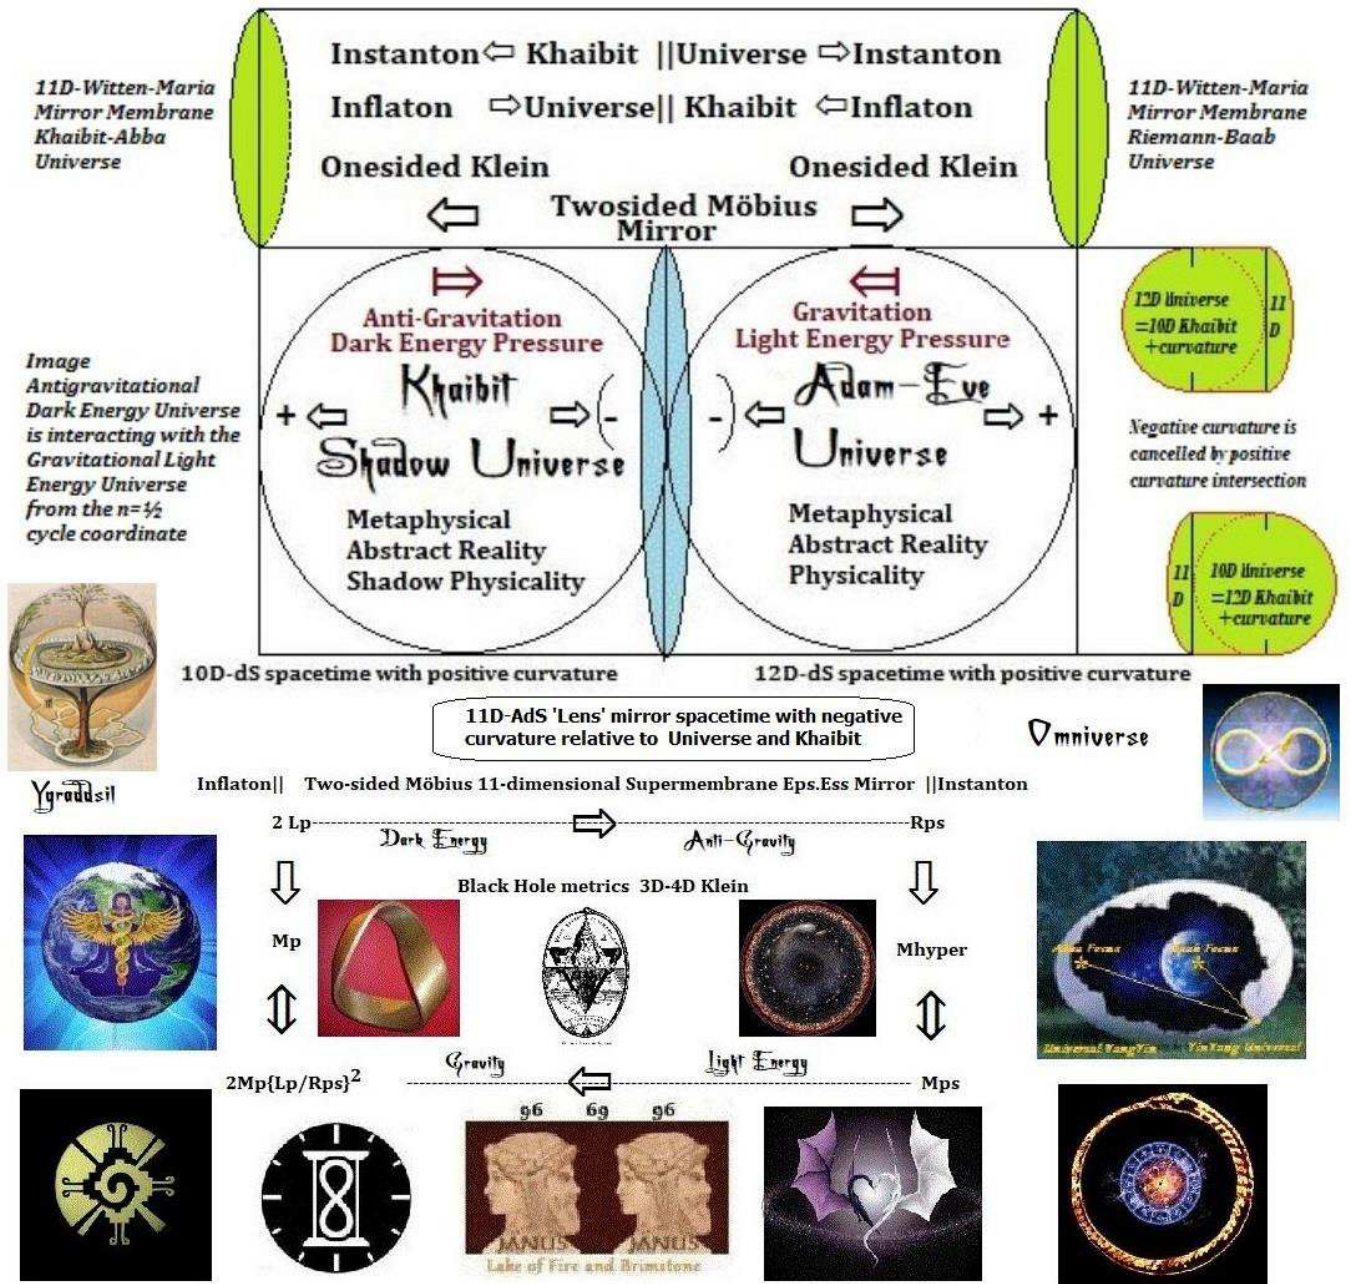 Instanton⇦ Khaibit ||Universe ⇨Instanton
Inflaton ⇨Universe|| Khaibit ⇦Inflaton
Onesided Klein Onesided Klein
Twosided Möbius
Mirror
11D-Witten-Maria
Mirror Membrane
Khaibit-Abba
Universe
11D-Witten-Maria
Mirror Membrane
Riemann-Baab
Universe
Anti-Gravitation
Dark Energy Pressure
Khaibit
+ ⇦ ⇨ (-
Shadow Universe
Metaphysical
Abstract Reality
Shadow Physicality
Gravitation
Light Energy Pressure
Adam-Eve
-) ⇦ ⇨ +
Universe
Metaphysical
Abstract Reality
Physicality
Image
Antigravitational
Dark Energy Universe
is interacting with the
Gravitational Light
Energy Universe
from the n=½
cycle coordinate
12D Universe
=10D Khaibit
+curvature
11
D
Negative curvature is
cancelled by positive
curvature intersection
11
D
10D Universe
=12D Khaibit
+curvature
10D-dS spacetime with positive curvature
12D-dS spacetime with positive curvature
11D-AdS 'Lens' mirror spacetime with negative
curvature relative to Universe and Khaibit
Omniverse
Ygraddsil
Inflaton|| Two-sided Möbius 11-dimensional Supermembrane Eps.Ess Mirror ||Instanton
2 Lp Rps
Dark Energy Anti-Gravity
Black Hole metrics 3D-4D Klein
Mp
Mhyper
Gravity Light Energy
2Mp{Lp/Rps}² Mps
Abba Focus Baab Focus
Universal YangYin YinYang Universal
96 69 96
JANUS JANUS
Lake of Fire and Brimstone